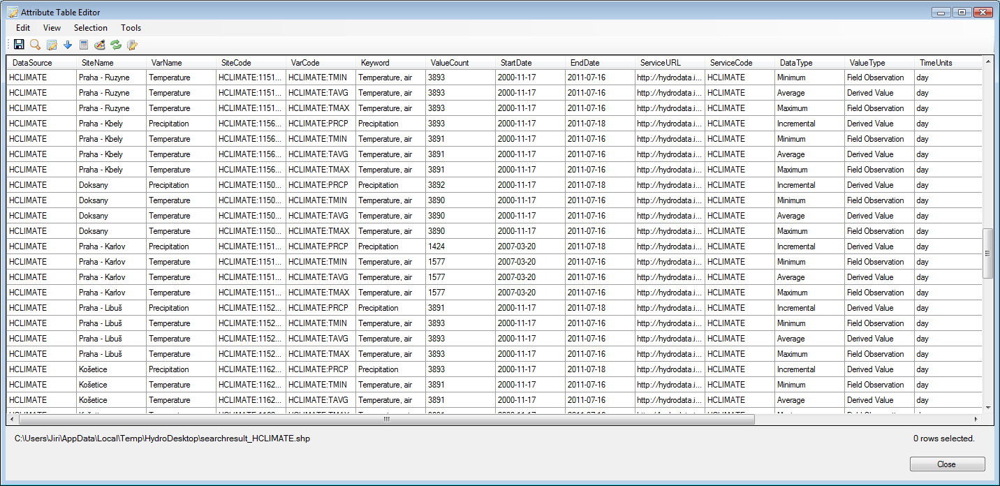 Attribute Table Editor
Edit View Selection Tools
DataSource SiteName VarName SiteCode VarCode Keyword ValueCount StartDate EndDate ServiceURL ServiceCode DataType ValueType TimeUnits
HCLIMATE Praha - Ruzyne Temperature HCLIMATE:1151... HCLIMATE:TMIN Temperature, air 3893 2000-11-17 2011-07-16 http://hydrodata.i... HCLIMATE Minimum Field Observation day
HCLIMATE Praha - Ruzyne Temperature HCLIMATE:1151... HCLIMATE:TAVG Temperature, air 3893 2000-11-17 2011-07-16 http://hydrodata.i... HCLIMATE Average Derived Value day
HCLIMATE Praha - Ruzyne Temperature HCLIMATE:1151... HCLIMATE:TMAX Temperature, air 3893 2000-11-17 2011-07-16 http://hydrodata.i... HCLIMATE Maximum Field Observation day
HCLIMATE Praha - Kbely Precipitation HCLIMATE:1156... HCLIMATE:PRCP Precipitation 3893 2000-11-17 2011-07-18 http://hydrodata.i... HCLIMATE Incremental Derived Value day
HCLIMATE Praha - Kbely Temperature HCLIMATE:1156... HCLIMATE:TMIN Temperature, air 3891 2000-11-17 2011-07-16 http://hydrodata.i... HCLIMATE Minimum Field Observation day
HCLIMATE Praha - Kbely Temperature HCLIMATE:1156... HCLIMATE:TAVG Temperature, air 3891 2000-11-17 2011-07-16 http://hydrodata.i... HCLIMATE Average Derived Value day
HCLIMATE Praha - Kbely Temperature HCLIMATE:1156... HCLIMATE:TMAX Temperature, air 3891 2000-11-17 2011-07-16 http://hydrodata.i... HCLIMATE Maximum Field Observation day
HCLIMATE Doksany Precipitation HCLIMATE:1150... HCLIMATE:PRCP Precipitation 3892 2000-11-17 2011-07-18 http://hydrodata.i... HCLIMATE Incremental Derived Value day
HCLIMATE Doksany Temperature HCLIMATE:1150... HCLIMATE:TMIN Temperature, air 3890 2000-11-17 2011-07-16 http://hydrodata.i... HCLIMATE Minimum Field Observation day
HCLIMATE Doksany Temperature HCLIMATE:1150... HCLIMATE:TAVG Temperature, air 3890 2000-11-17 2011-07-16 http://hydrodata.i... HCLIMATE Average Derived Value day
HCLIMATE Doksany Temperature HCLIMATE:1150... HCLIMATE:TMAX Temperature, air 3890 2000-11-17 2011-07-16 http://hydrodata.i... HCLIMATE Maximum Field Observation day
HCLIMATE Praha - Karlov Precipitation HCLIMATE:1151... HCLIMATE:PRCP Precipitation 1424 2007-03-20 2011-07-18 http://hydrodata.i... HCLIMATE Incremental Derived Value day
HCLIMATE Praha - Karlov Temperature HCLIMATE:1151... HCLIMATE:TMIN Temperature, air 1577 2007-03-20 2011-07-16 http://hydrodata.i... HCLIMATE Minimum Field Observation day
HCLIMATE Praha - Karlov Temperature HCLIMATE:1151... HCLIMATE:TAVG Temperature, air 1577 2007-03-20 2011-07-16 http://hydrodata.i... HCLIMATE Average Derived Value day
HCLIMATE Praha - Karlov Temperature HCLIMATE:1151... HCLIMATE:TMAX Temperature, air 1577 2007-03-20 2011-07-16 http://hydrodata.i... HCLIMATE Maximum Field Observation day
HCLIMATE Praha - Libuš Precipitation HCLIMATE:1152... HCLIMATE:PRCP Precipitation 3891 2000-11-17 2011-07-18 http://hydrodata.i... HCLIMATE Incremental Derived Value day
HCLIMATE Praha - Libuš Temperature HCLIMATE:1152... HCLIMATE:TMIN Temperature, air 3893 2000-11-17 2011-07-16 http://hydrodata.i... HCLIMATE Minimum Field Observation day
HCLIMATE Praha - Libuš Temperature HCLIMATE:1152... HCLIMATE:TAVG Temperature, air 3893 2000-11-17 2011-07-16 http://hydrodata.i... HCLIMATE Average Derived Value day
HCLIMATE Praha - Libuš Temperature HCLIMATE:1152... HCLIMATE:TMAX Temperature, air 3893 2000-11-17 2011-07-16 http://hydrodata.i... HCLIMATE Maximum Field Observation day
HCLIMATE Košetice Precipitation HCLIMATE:1162... HCLIMATE:PRCP Precipitation 3893 2000-11-17 2011-07-18 http://hydrodata.i... HCLIMATE Incremental Derived Value day
HCLIMATE Košetice Temperature HCLIMATE:1162... HCLIMATE:TMIN Temperature, air 3891 2000-11-17 2011-07-16 http://hydrodata.i... HCLIMATE Minimum Field Observation day
HCLIMATE Košetice Temperature HCLIMATE:1162... HCLIMATE:TAVG Temperature, air 3891 2000-11-17 2011-07-16 http://hydrodata.i... HCLIMATE Average Derived Value day
C:\Users\Jiri\AppData\Local\Temp\HydroDesktop\searchresult_HCLIMATE.shp 0 rows selected.
Close